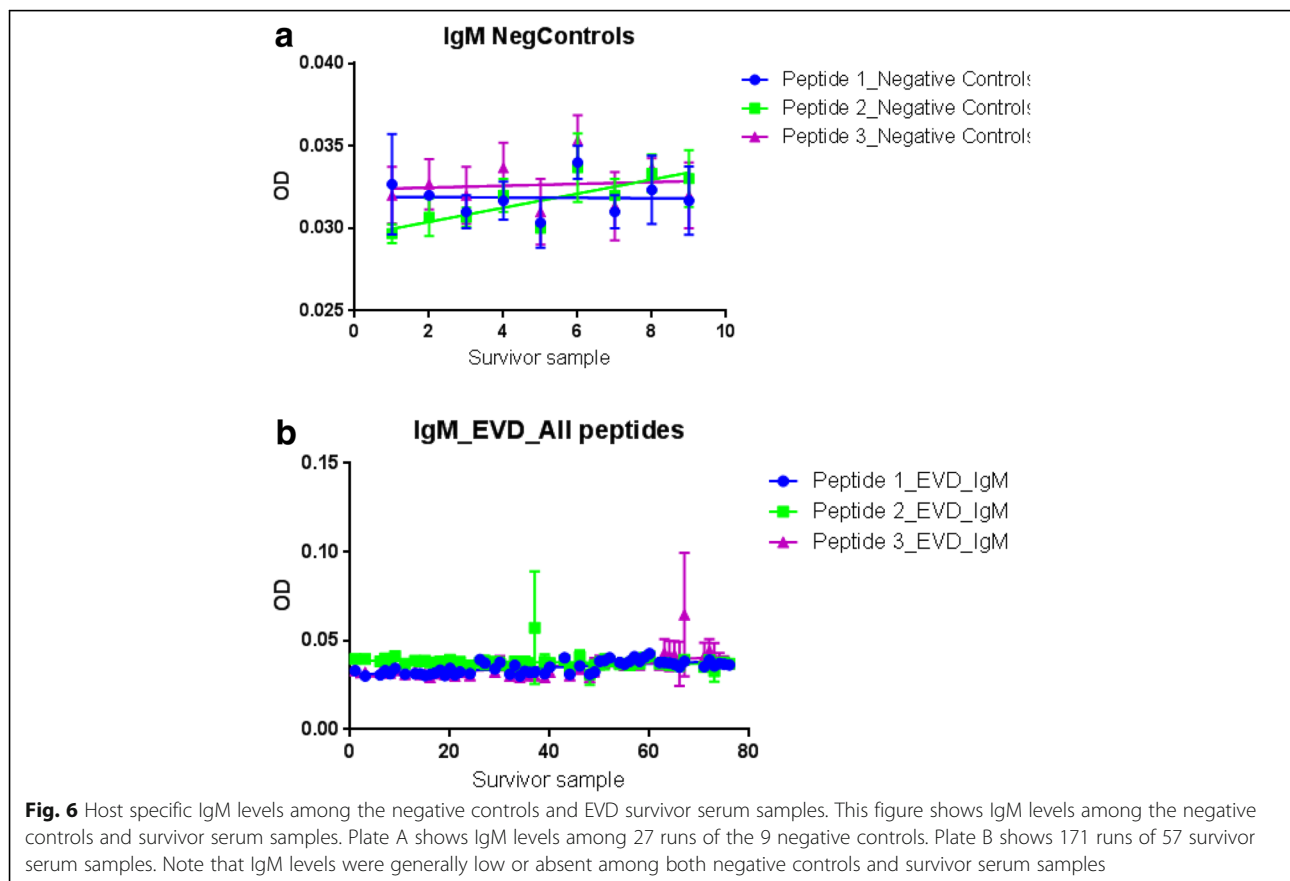 a
IgM NegControls
0.040
0.035
0.030
0.025
OD
0
2
4
6
8
10
Survivor sample
Peptide 1_Negative Controls
Peptide 2_Negative Controls
Peptide 3_Negative Controls
b
IgM_EVD_All peptides
0.15
0.10
0.05
0.00
OD
0
20
40
60
80
Survivor sample
Peptide 1_EVD_IgM
Peptide 2_EVD_IgM
Peptide 3_EVD_IgM
Fig. 6 Host specific IgM levels among the negative controls and EVD survivor serum samples. This figure shows IgM levels among the negative
controls and survivor serum samples. Plate A shows IgM levels among 27 runs of the 9 negative controls. Plate B shows 171 runs of 57 survivor
serum samples. Note that IgM levels were generally low or absent among both negative controls and survivor serum samples